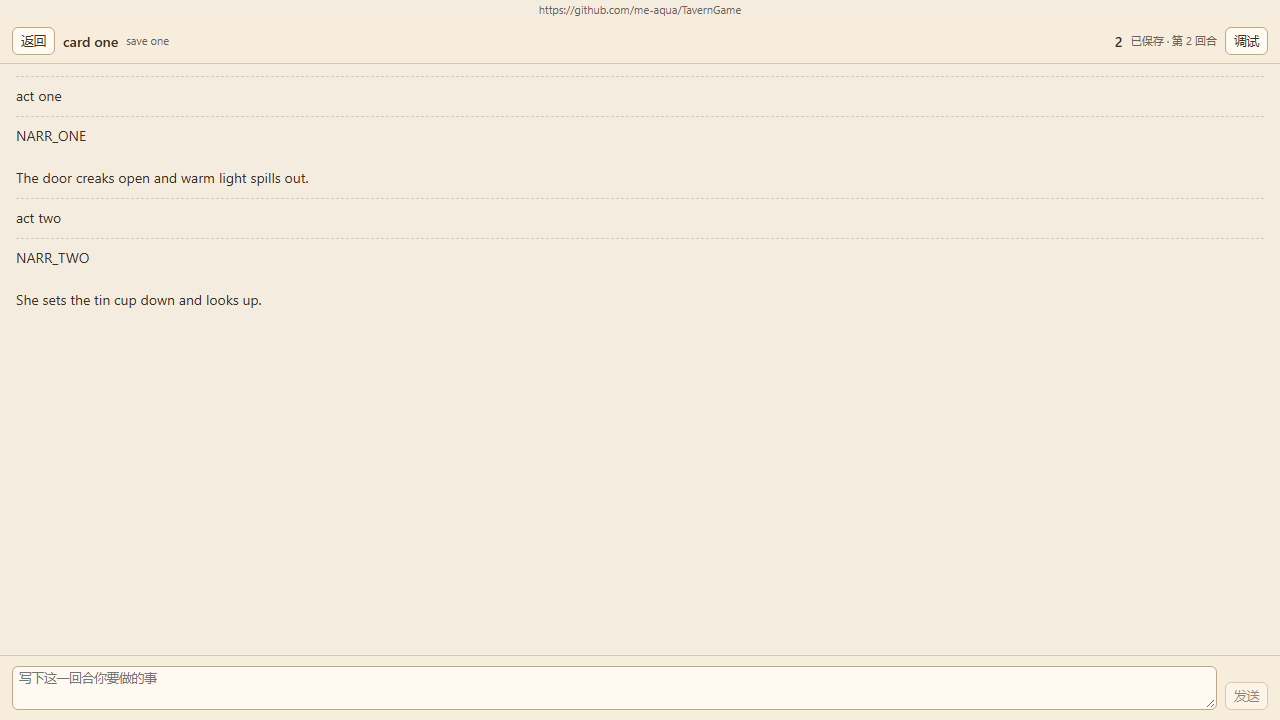 https://github.com/me-aqua/TavernGame
返回 card one save one 2 已保存 · 第 2 回合 调试
act one
NARR_ONE
The door creaks open and warm light spills out.
act two
NARR_TWO
She sets the tin cup down and looks up.
写下这一回合你要做的事
发送